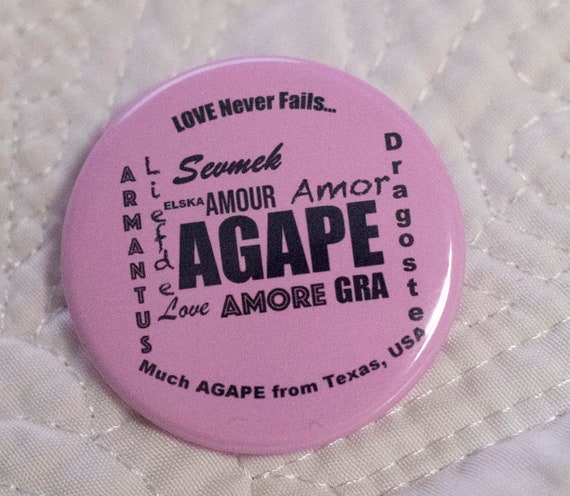 LOVE Never Fails...
ARMANTUS
Liefde
Sevmek
ELSKA AMOUR Amor
AGAPE
Love AMORE GRA
Dragoste
Much AGAPE from Texas, USA